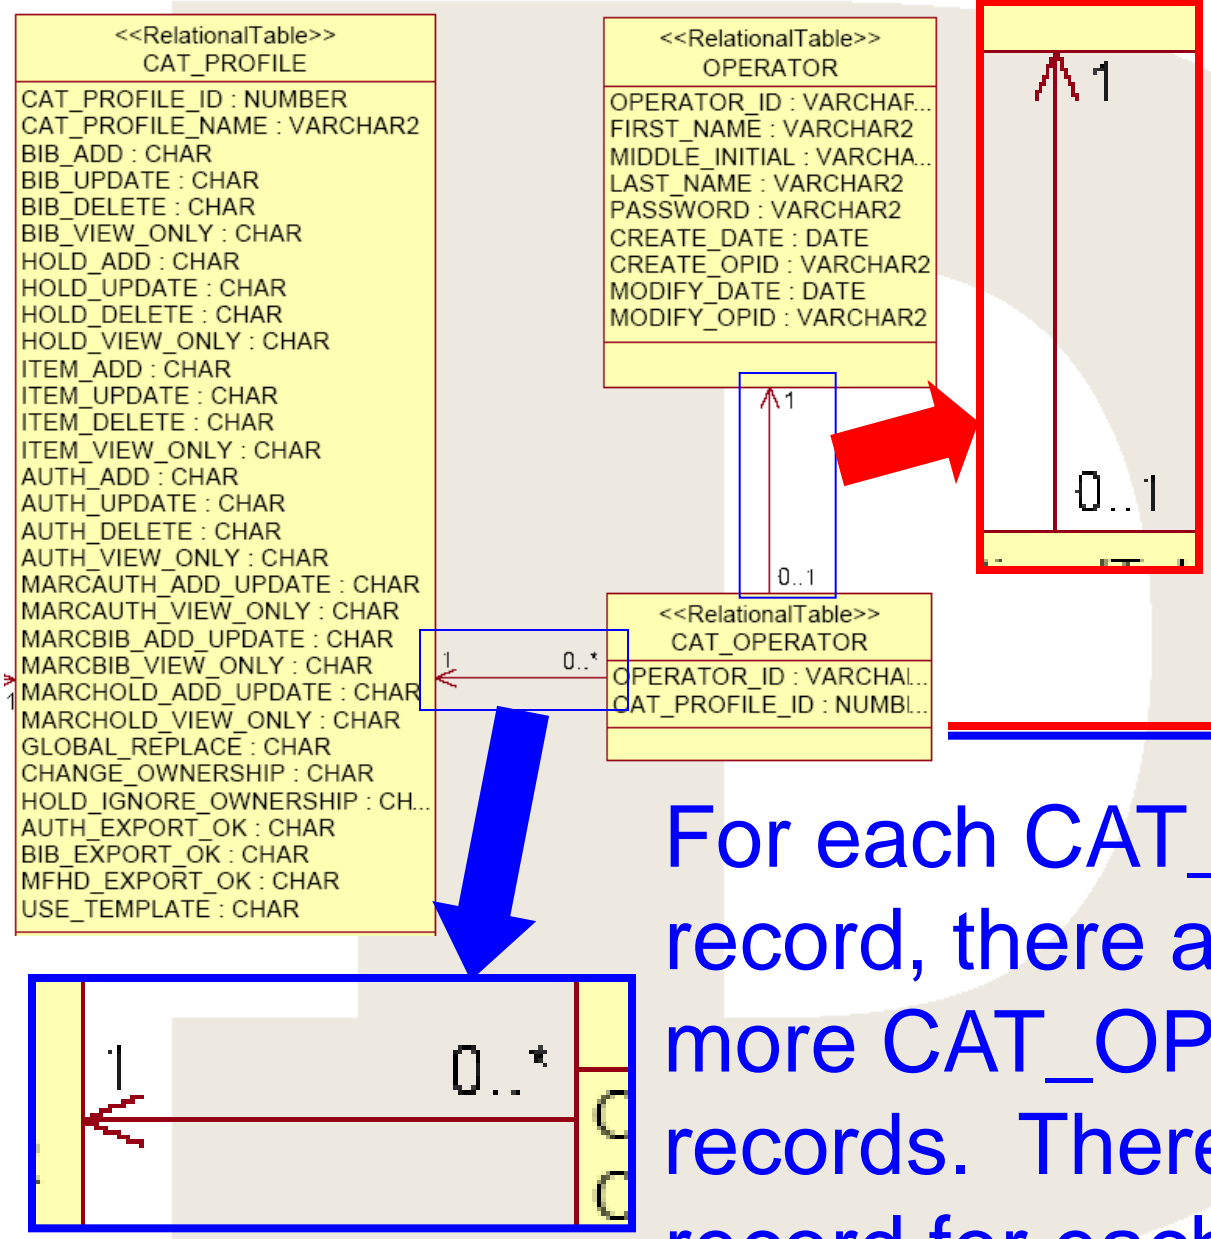 <<RelationalTable>>
CAT_PROFILE
CAT_PROFILE_ID : NUMBER
CAT_PROFILE_NAME : VARCHAR2
BIB_ADD : CHAR
BIB_UPDATE : CHAR
BIB_DELETE : CHAR
BIB_VIEW_ONLY : CHAR
HOLD_ADD : CHAR
HOLD_UPDATE : CHAR
HOLD_DELETE : CHAR
HOLD_VIEW_ONLY : CHAR
ITEM_ADD : CHAR
ITEM_UPDATE : CHAR
ITEM_DELETE : CHAR
ITEM_VIEW_ONLY : CHAR
AUTH_ADD : CHAR
AUTH_UPDATE : CHAR
AUTH_DELETE : CHAR
AUTH_VIEW_ONLY : CHAR
MARCAUTH_ADD_UPDATE : CHAR
MARCAUTH_VIEW_ONLY : CHAR
MARCBIB_ADD_UPDATE : CHAR
MARCBIB_VIEW_ONLY : CHAR
MARCHOLD_ADD_UPDATE : CHAR
MARCHOLD_VIEW_ONLY : CHAR
GLOBAL_REPLACE : CHAR
CHANGE_OWNERSHIP : CHAR
HOLD_IGNORE_OWNERSHIP : CH...
AUTH_EXPORT_OK : CHAR
BIB_EXPORT_OK : CHAR
MFHD_EXPORT_OK : CHAR
USE_TEMPLATE : CHAR
1
<<RelationalTable>>
OPERATOR
OPERATOR_ID : VARCHAR...
FIRST_NAME : VARCHAR2
MIDDLE_INITIAL : VARCHA...
LAST_NAME : VARCHAR2
PASSWORD : VARCHAR2
CREATE_DATE : DATE
CREATE_OPID : VARCHAR2
MODIFY_DATE : DATE
MODIFY_OPID : VARCHAR2
1
0..1
1
0..1
<<RelationalTable>>
CAT_OPERATOR
OPERATOR_ID : VARCHA...
CAT_PROFILE_ID : NUMB...
1 0..*
1 0..*
For each CAT_
record, there a
more CAT_OP
records. There
record for each